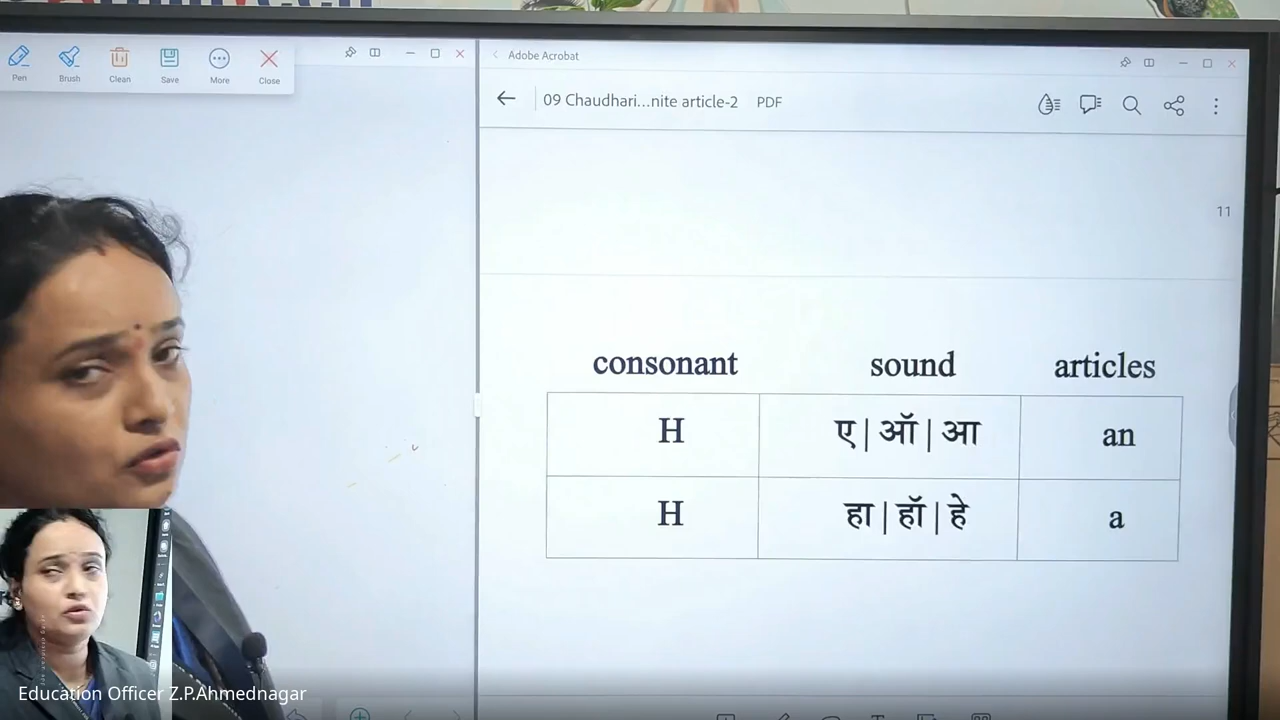 Pen Brush Clean Save More Close
Adobe Acrobat
09 Chaudhari...nite article-2 PDF
11
consonant sound articles
H ए | ऑ | आ an
H हा | हॉ | हे a
Education Officer Z.P.Ahmednagar